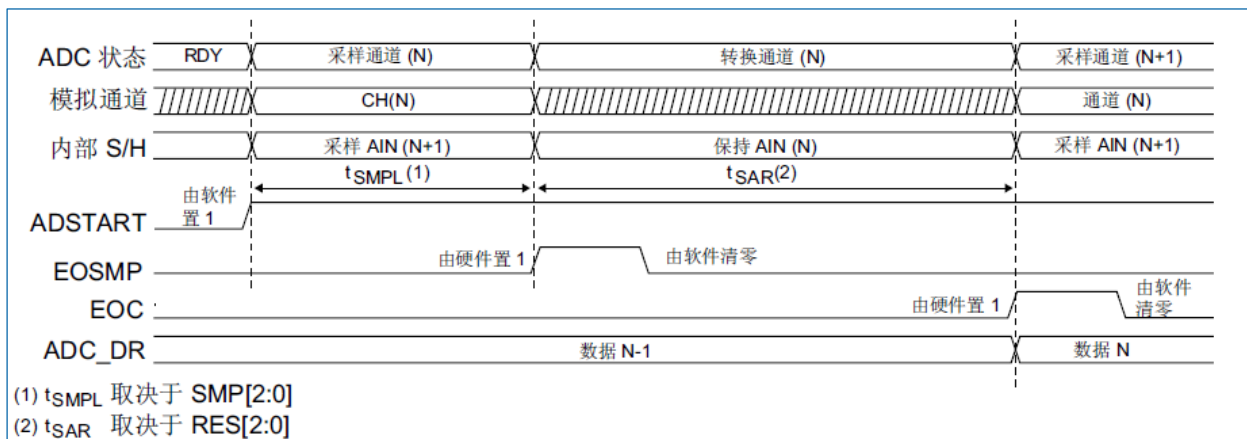 ADC 状态 RDY 采样通道 (N) 转换通道 (N) 采样通道 (N+1)
模拟通道 CH(N) 通道 (N)
内部 S/H 采样 AIN (N+1) 保持 AIN (N) 采样 AIN (N+1)
tSMPL(1) tSAR(2)
由软件
置 1
ADSTART
由硬件置 1 由软件清零
EOSMP
由硬件置 1 由软件
清零
EOC
ADC_DR 数据 N-1 数据 N
(1) tSMPL 取决于 SMP[2:0]
(2) tSAR 取决于 RES[2:0]